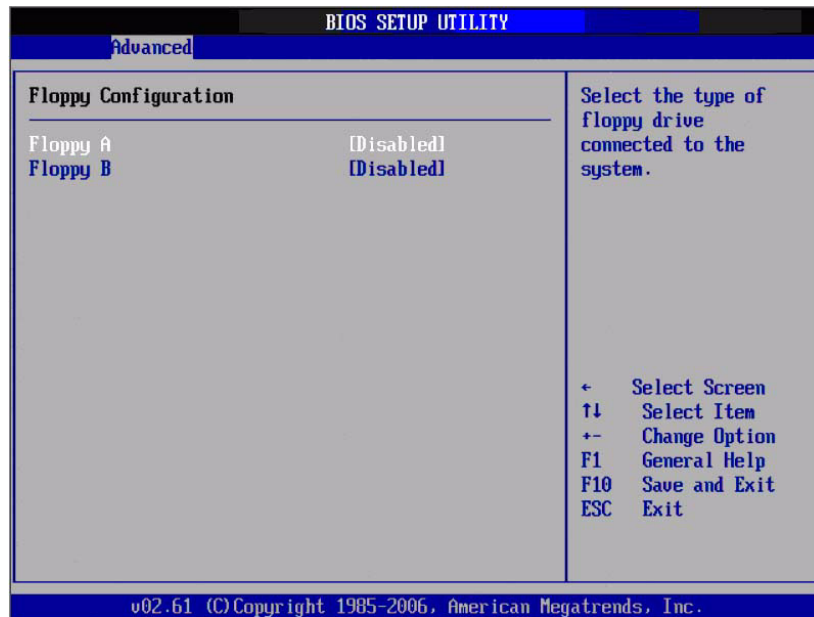 BIOS SETUP UTILITY
Advanced
Floppy Configuration
Floppy A [Disabled]
Floppy B [Disabled]
Select the type of
floppy drive
connected to the
system.
← Select Screen
↑↓ Select Item
+- Change Option
F1 General Help
F10 Save and Exit
ESC Exit
v02.61 (C)Copyright 1985-2006, American Megatrends, Inc.